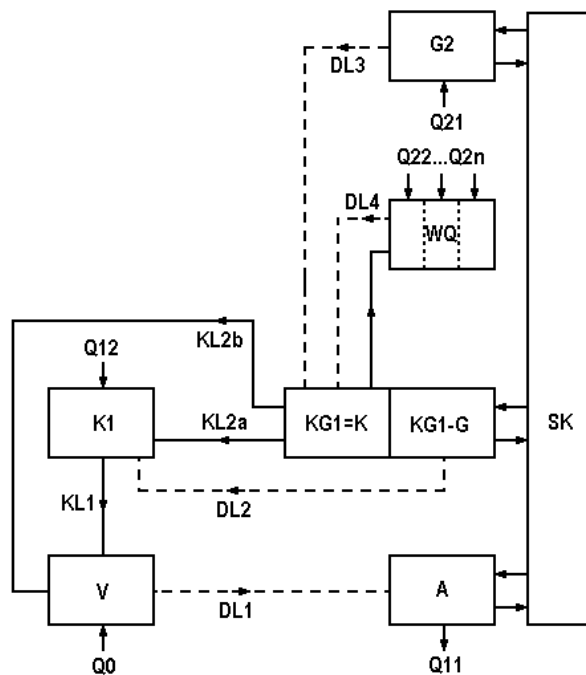 G2
DL3
Q21
Q22...Q2n
DL4
WQ
KL2b
Q12
K1
KL2a
KG1=K
KG1-G
SK
DL2
KL1
V
DL1
A
Q0
Q11